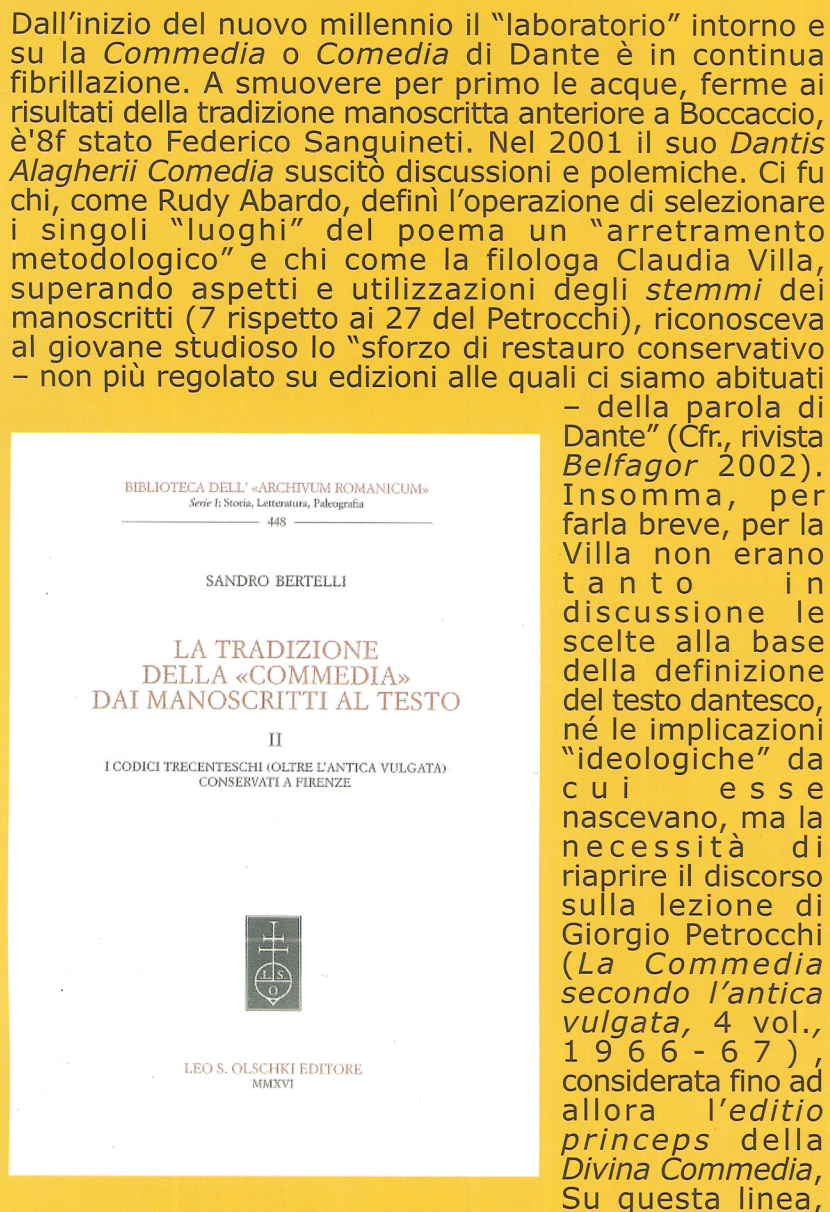 Dall’inizio del nuovo millennio il “laboratorio” intorno e
su la Commedia o Comedia di Dante è in continua
fibrillazione. A smuovere per primo le acque, ferme ai
risultati della tradizione manoscritta anteriore a Boccaccio,
è'8f stato Federico Sanguineti. Nel 2001 il suo Dantis
Alagherii Comedia suscitò discussioni e polemiche. Ci fu
chi, come Rudy Abardo, definì l’operazione di selezionare
i singoli “luoghi” del poema un “arretramento
metodologico” e chi come la filologa Claudia Villa,
superando aspetti e utilizzazioni degli stemmi dei
manoscritti (7 rispetto ai 27 del Petrocchi), riconosceva
al giovane studioso lo “sforzo di restauro conservativo
– non più regolato su edizioni alle quali ci siamo abituati
– della parola di
Dante” (Cfr., rivista
Belfagor 2002).
Insomma, per
farla breve, per la
Villa non erano
tanto in
discussione le
scelte alla base
della definizione
del testo dantesco,
né le implicazioni
“ideologiche” da
cui esse
nascevano, ma la
necessità di
riaprire il discorso
sulla lezione di
Giorgio Petrocchi
(La Commedia
secondo l’antica
vulgata, 4 vol.,
1966-67),
considerata fino ad
allora l’editio
princeps della
Divina Commedia,
Su questa linea,
BIBLIOTECA DELL' «ARCHIVUM ROMANICUM»
Serie I: Storia, Letteratura, Paleografia
448
SANDRO BERTELLI
LA TRADIZIONE
DELLA «COMMEDIA»
DAI MANOSCRITTI AL TESTO
II
I CODICI TRECENTESCHI (OLTRE L'ANTICA VULGATA)
CONSERVATI A FIRENZE
L. S.
O
LEO S. OLSCHKI EDITORE
MMXVI